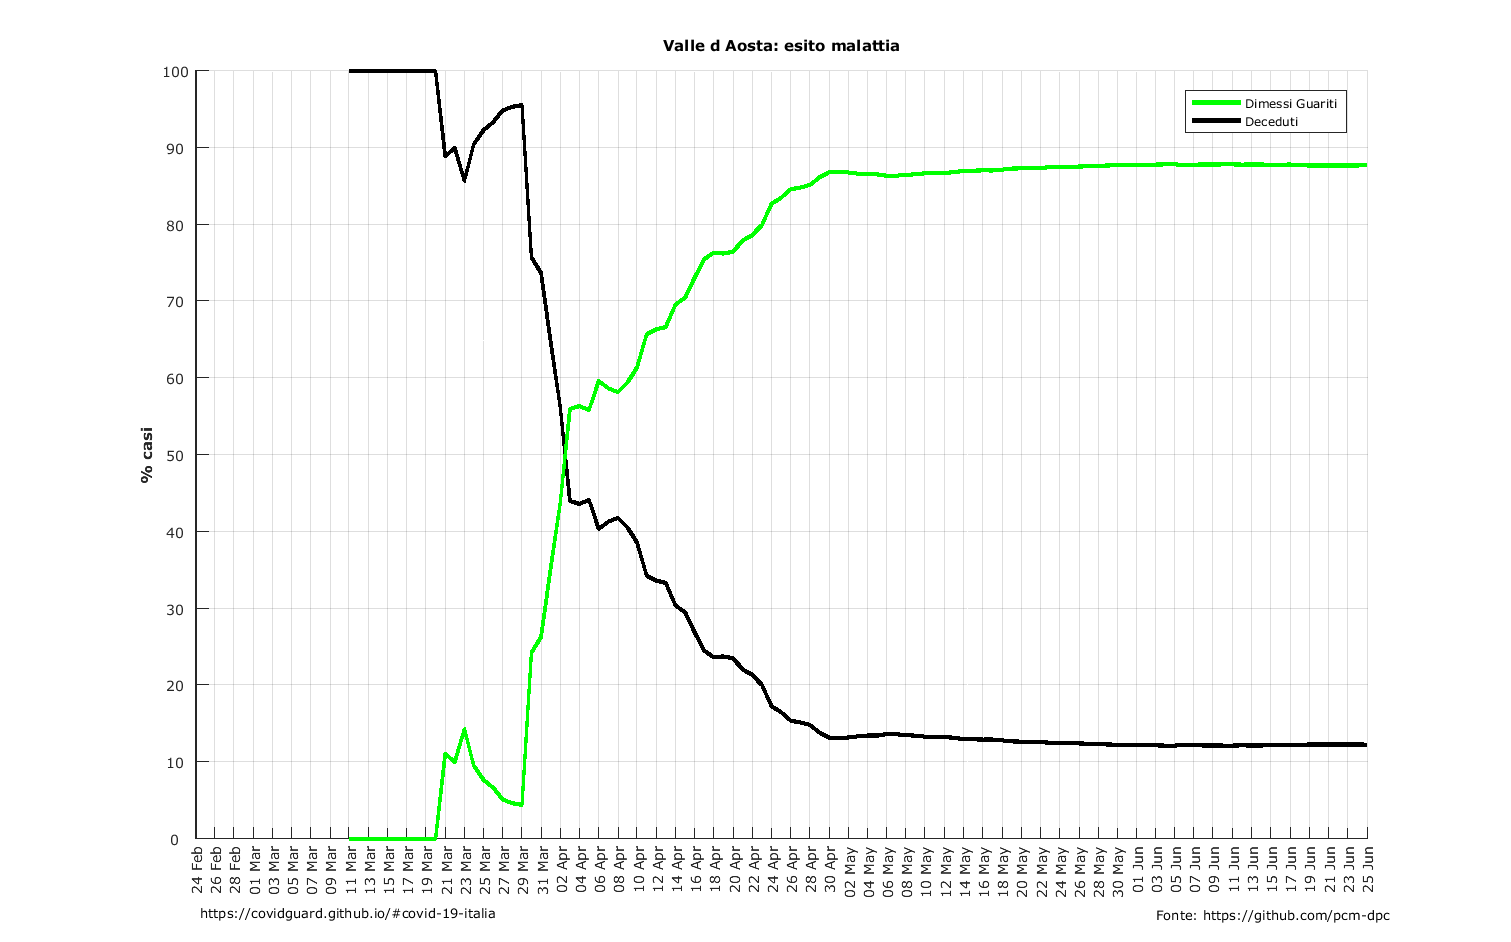 Valle d Aosta: esito malattia
Dimessi Guariti
Deceduti
% casi
100
90
80
70
60
50
40
30
20
10
0
24 Feb
26 Feb
28 Feb
01 Mar
03 Mar
05 Mar
07 Mar
09 Mar
11 Mar
13 Mar
15 Mar
17 Mar
19 Mar
21 Mar
23 Mar
25 Mar
27 Mar
29 Mar
31 Mar
02 Apr
04 Apr
06 Apr
08 Apr
10 Apr
12 Apr
14 Apr
16 Apr
18 Apr
20 Apr
22 Apr
24 Apr
26 Apr
28 Apr
30 Apr
02 May
04 May
06 May
08 May
10 May
12 May
14 May
16 May
18 May
20 May
22 May
24 May
26 May
28 May
30 May
01 Jun
03 Jun
05 Jun
07 Jun
09 Jun
11 Jun
13 Jun
15 Jun
17 Jun
19 Jun
21 Jun
23 Jun
25 Jun
https://covidguard.github.io/#covid-19-italia
Fonte: https://github.com/pcm-dpc